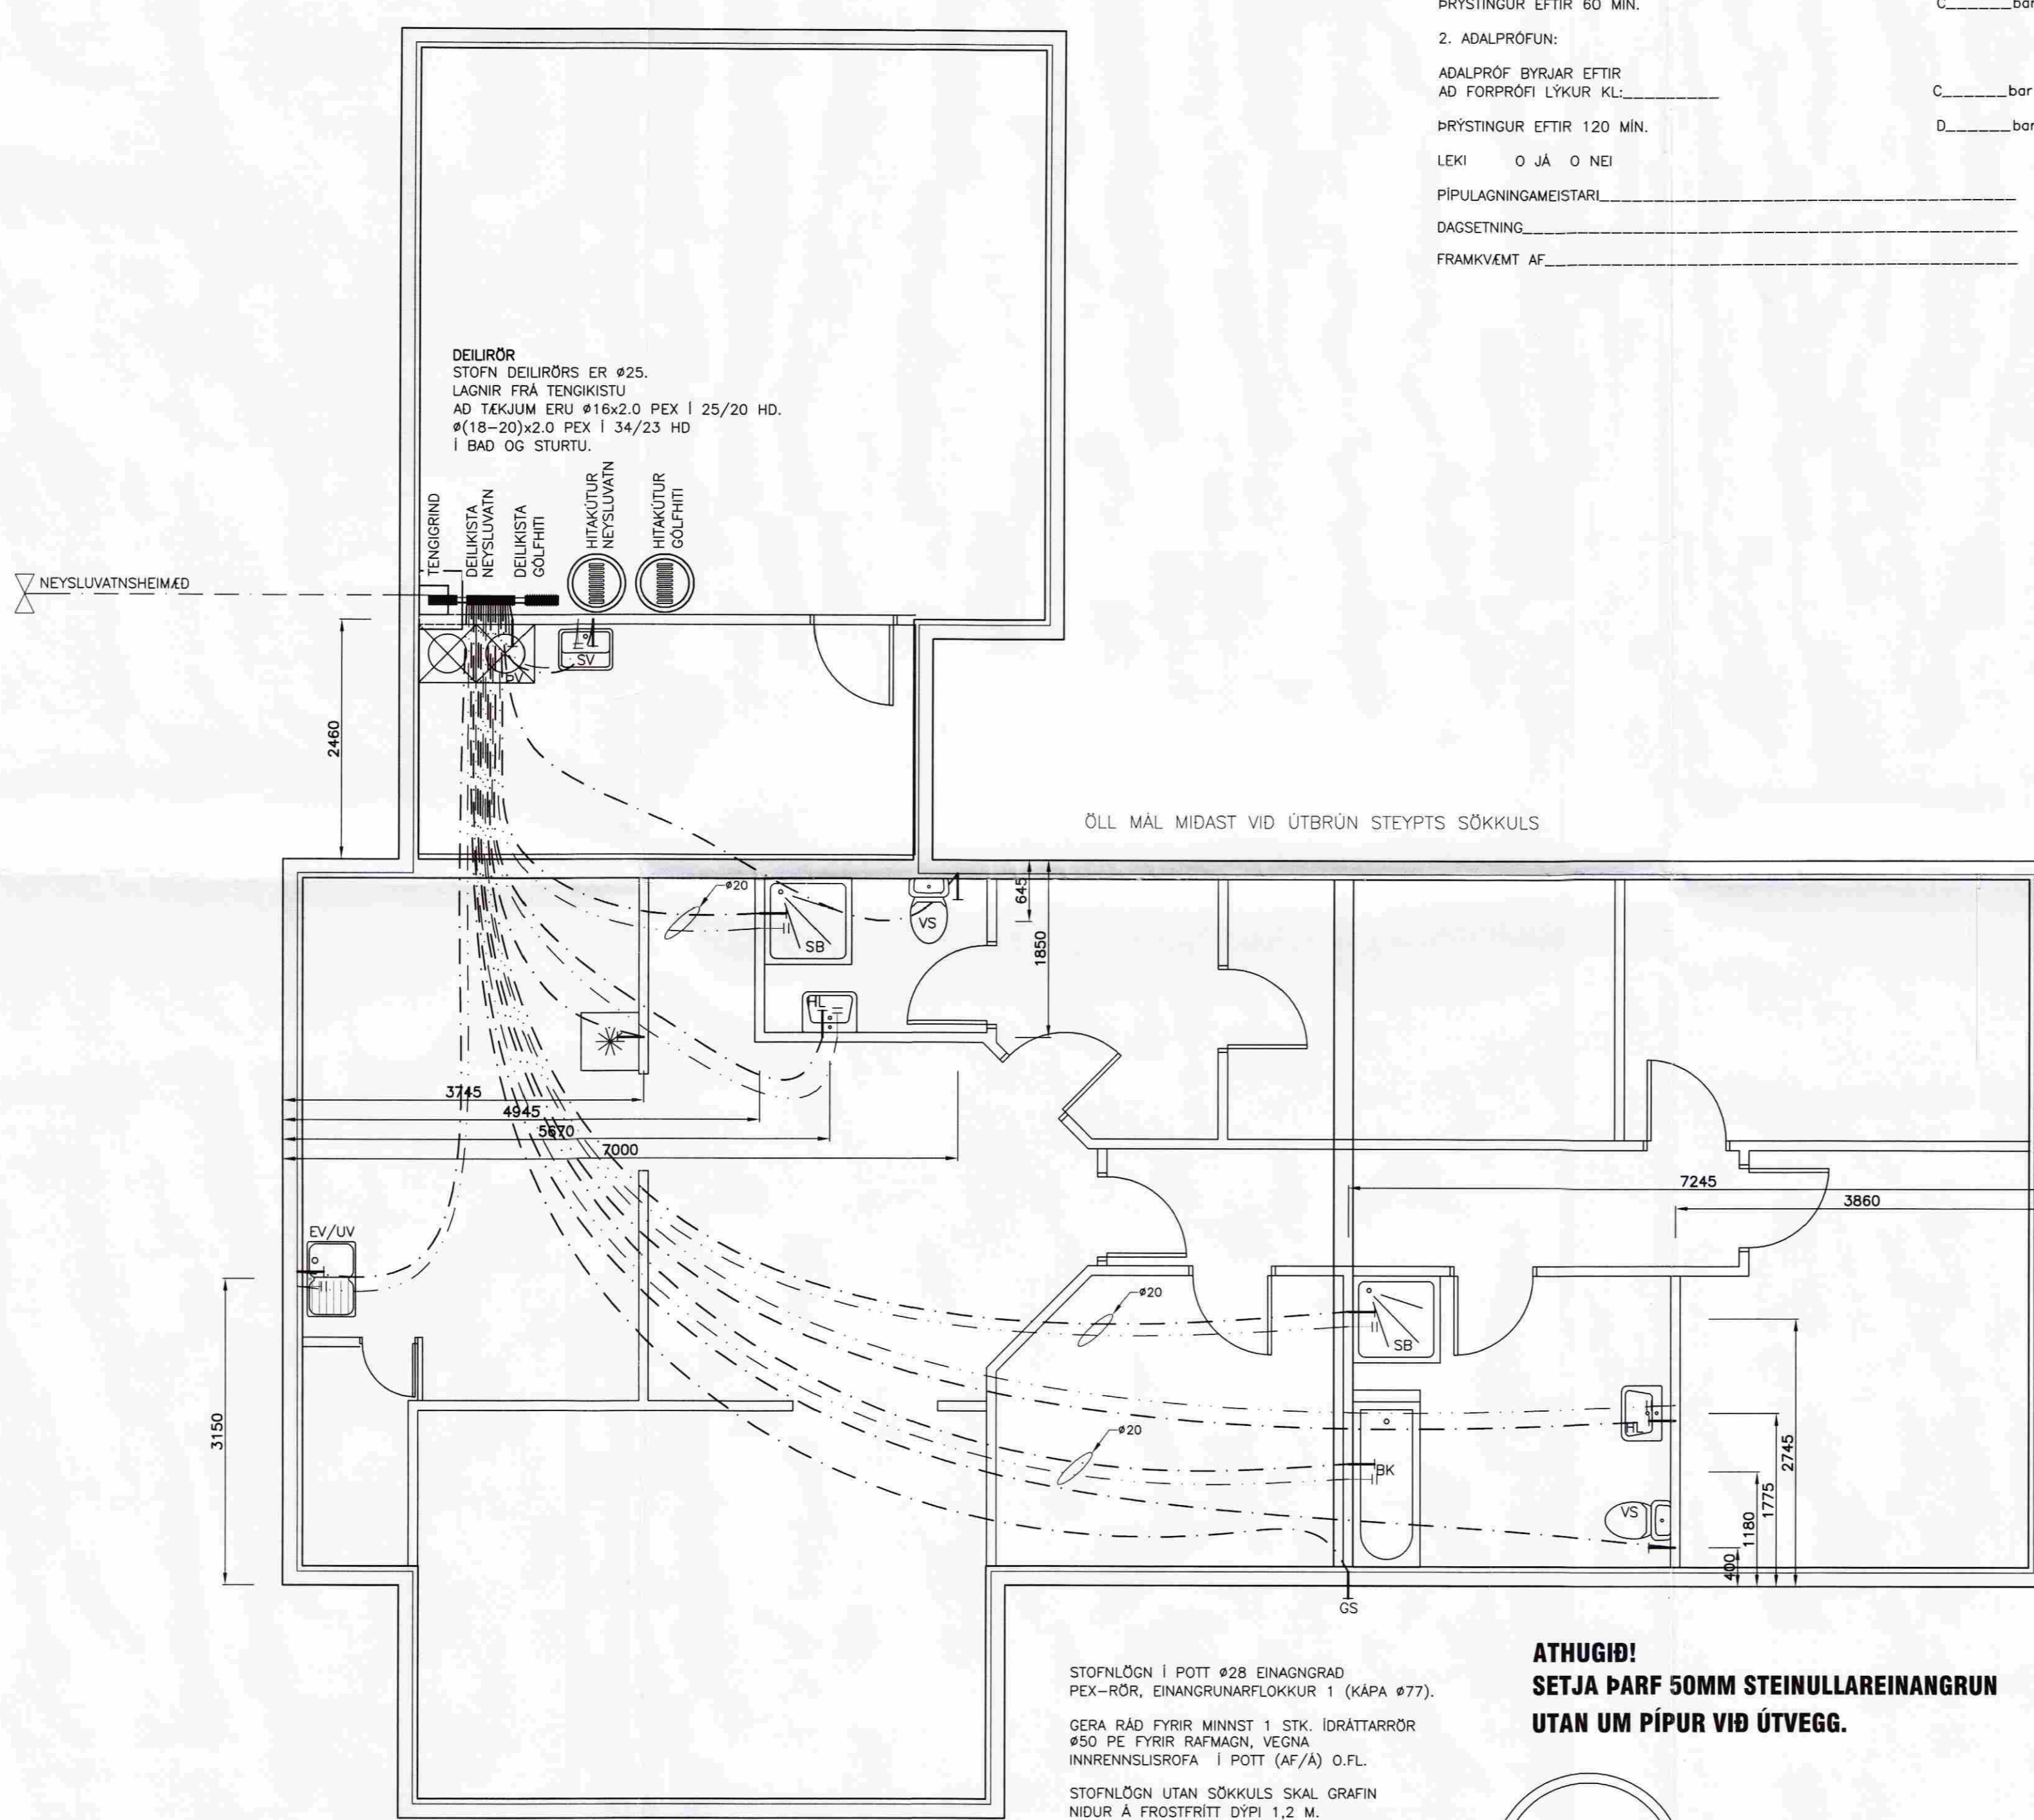 ÞRÝSTINGUR EFTIR 60 MÍN. C______bar
2. AÐALPRÓFUN:
AÐALPRÓF BYRJAR EFTIR
AÐ FORPRÓFI LÝKUR KL:__________ C______bar
ÞRÝSTINGUR EFTIR 120 MÍN. D______bar
LEKI O JÁ O NEI
PÍPULAGNINGAMEISTARI__________
DAGSETNING__________
FRAMKVÆMT AF__________
DEILIRÖR
STOFN DEILIRÖRS ER ø25.
LAGNIR FRÁ TENGIKISTU
AÐ TÆKJUM ERU ø16x2.0 PEX Í 25/20 HD.
ø(18-20)x2.0 PEX Í 34/23 HD
Í BAÐ OG STURTU.
TENGIGRIND
DEILIKISTA
NEYSLUVATN
DEILIKISTA
GÓLFHITI
HITAKÚTUR
NEYSLUVATN
HITAKÚTUR
GÓLFHITI
NEYSLUVATNSHEIMÆÐ
SV
ÞV
2460
ÖLL MÁL MIÐAST VIÐ ÚTBRÚN STEYPTS SÖKKULS
ø20
SB
VS
645
1850
HL
3745
4945
5670
7000
7245
3860
EV/UV
3150
ø20
SB
HL
ø20
BK
VS
2745
1775
1180
400
GS
STOFNLÖGN Í POTT ø28 EINAGNGRAÐ
PEX-RÖR, EINANGRUNARFLOKKUR 1 (KÁPA ø77).
GERA RÁÐ FYRIR MINNST 1 STK. ÍDRÁTTARRÖR
ø50 PE FYRIR RAFMAGN, VEGNA
INNRENNSLISROFA Í POTT (AF/Á) O.FL.
STOFNLÖGN UTAN SÖKKULS SKAL GRAFIN
NIÐUR Á FROSTFRÍTT DÝPI 1,2 M.
ATHUGIÐ!
SETJA ÞARF 50MM STEINULLAREINANGRUN
UTAN UM PÍPUR VIÐ ÚTVEGG.